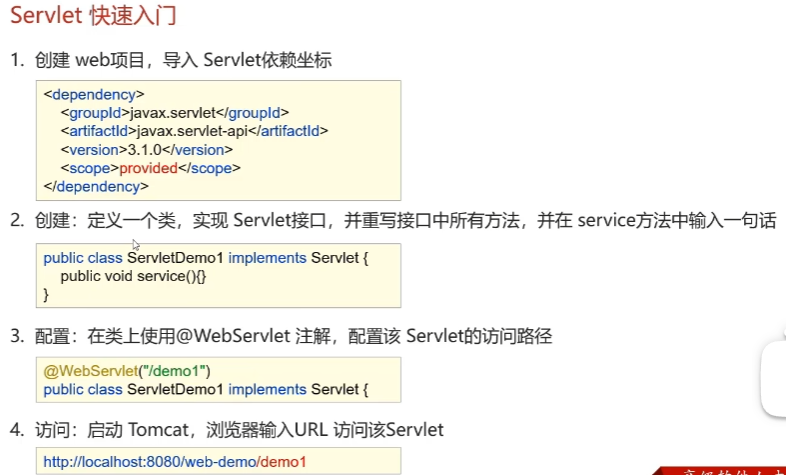 Servlet 快速入门
1. 创建 web项目，导入 Servlet依赖坐标
<dependency>
<groupId>javax.servlet</groupId>
<artifactId>javax.servlet-api</artifactId>
<version>3.1.0</version>
<scope>provided</scope>
</dependency>
2. 创建：定义一个类，实现 Servlet接口，并重写接口中所有方法，并在 service方法中输入一句话
public class ServletDemo1 implements Servlet {
public void service(){}
}
3. 配置：在类上使用@WebServlet 注解，配置该 Servlet的访问路径
@WebServlet("/demo1")
public class ServletDemo1 implements Servlet {
4. 访问：启动 Tomcat，浏览器输入URL 访问该Servlet
http://localhost:8080/web-demo/demo1